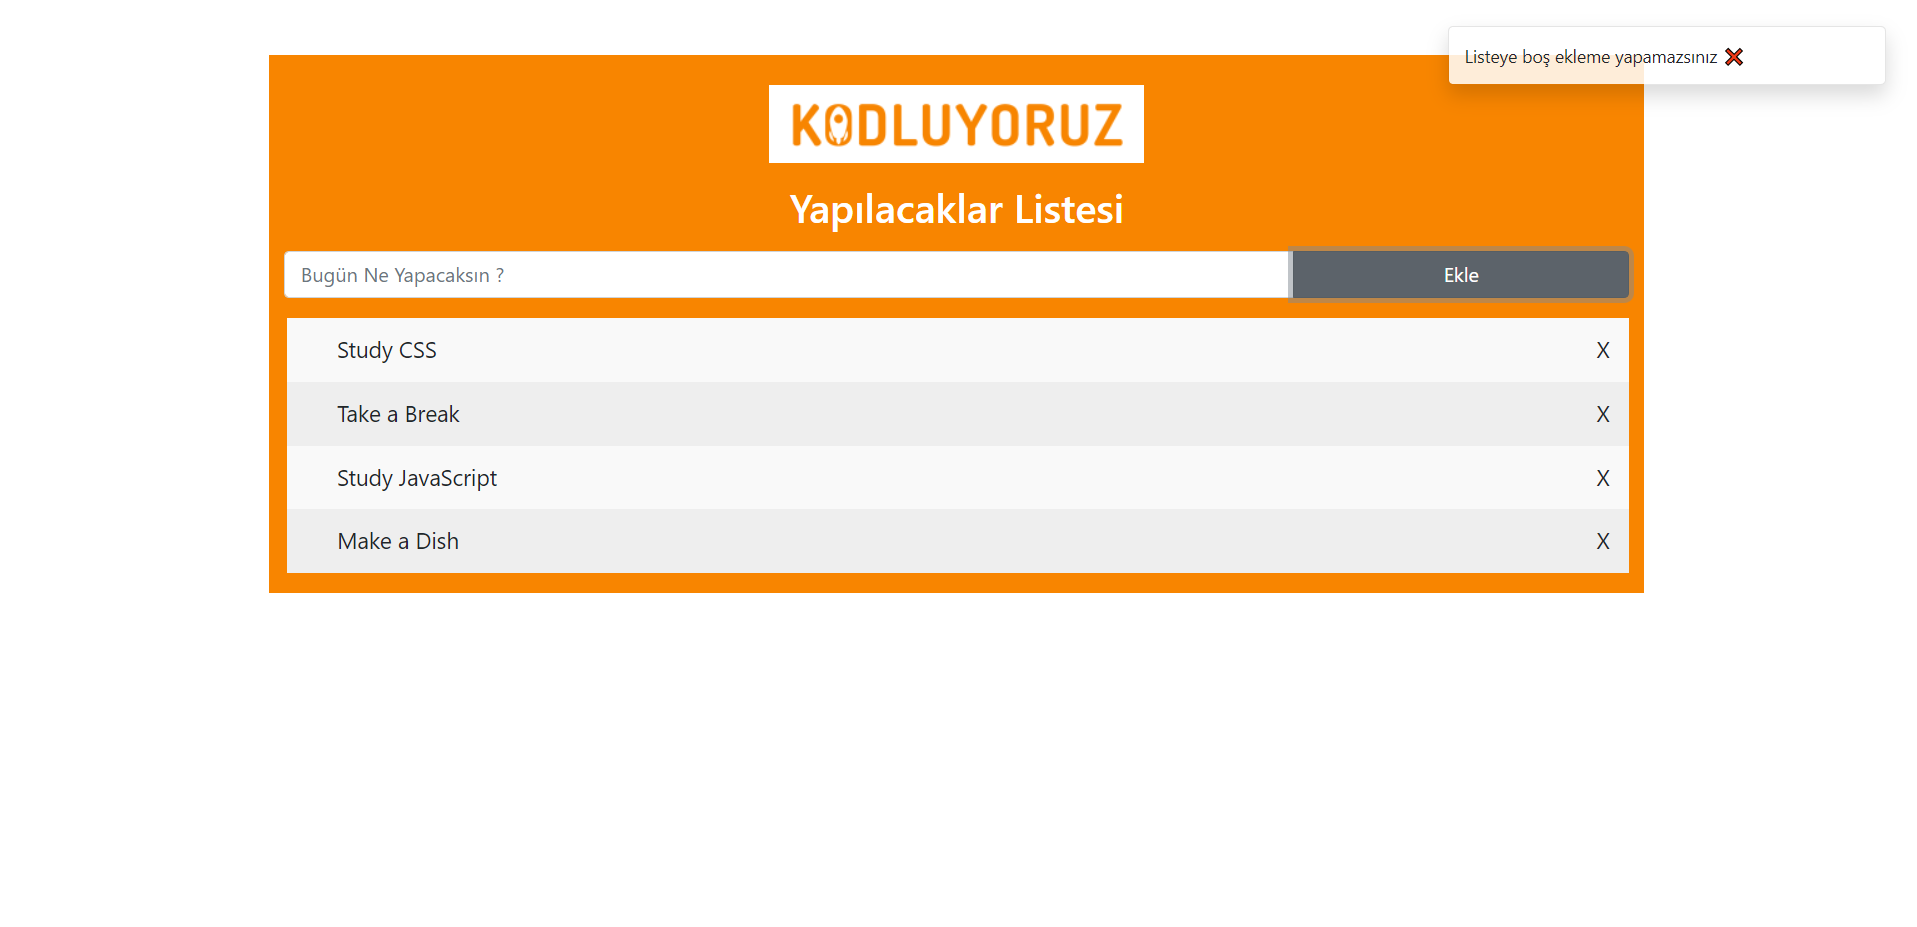 Listeye boş ekleme yapamazsınız ❌
KODLUYORUZ
Yapılacaklar Listesi
Bugün Ne Yapacaksın ?
Ekle
Study CSS X
Take a Break X
Study JavaScript X
Make a Dish X